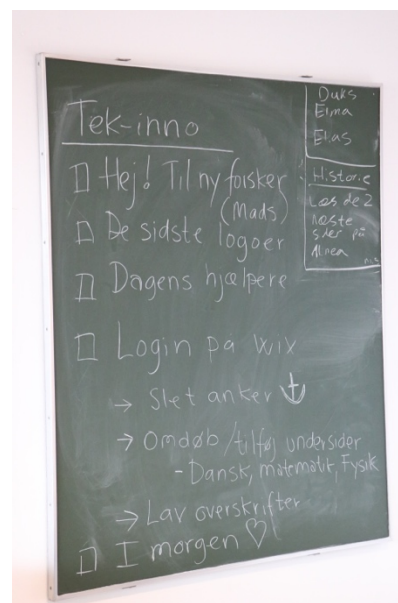 Tek-inno
Hej! Til ny forsker
(Mads)
De sidste logoer
Dagens hjælpere
Login på wix
→ Slet anker
→ Omdøb/tilføj undersider
- Dansk, matematik, Fysik
→ Lav overskrifter
I morgen ♡
Duks
Elma
Elias
Historie
Læs de 2
næste
sider på
Alinea